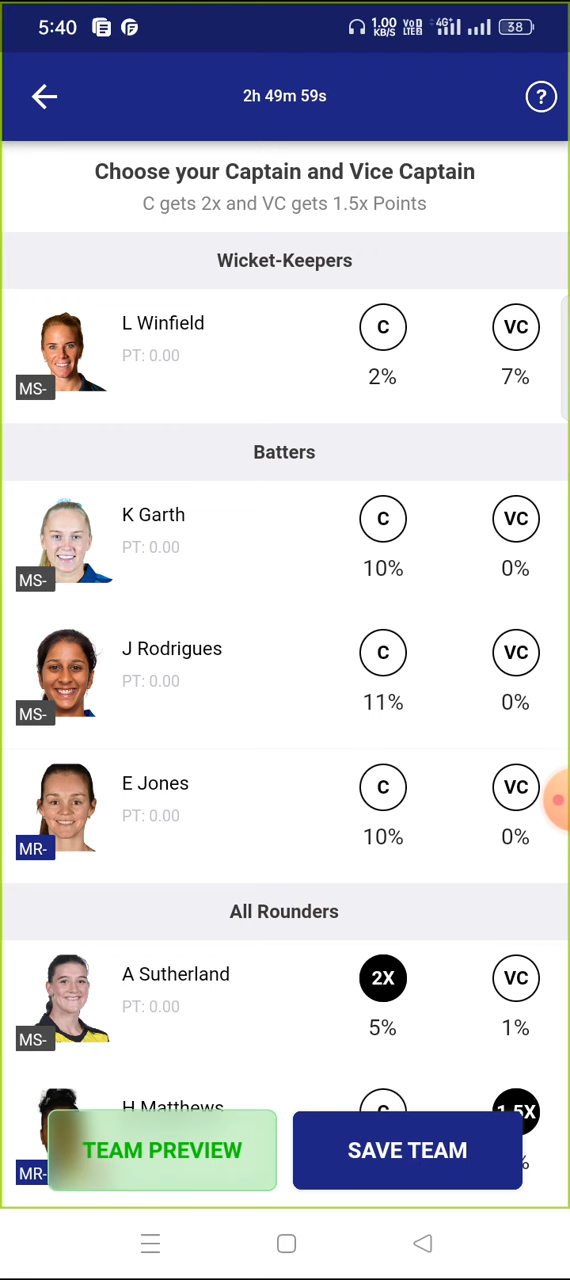 5:40 1.00 KB/S VoD LTE2 4G+ 38
2h 49m 59s ?
Choose your Captain and Vice Captain
C gets 2x and VC gets 1.5x Points
Wicket-Keepers
L Winfield C VC
PT: 0.00
MS- 2% 7%
Batters
K Garth C VC
PT: 0.00
MS- 10% 0%
J Rodrigues C VC
PT: 0.00
MS- 11% 0%
E Jones C VC
PT: 0.00
MR- 10% 0%
All Rounders
A Sutherland 2X VC
PT: 0.00
MS- 5% 1%
H Matthews C 1.5X
TEAM PREVIEW SAVE TEAM
MR- %